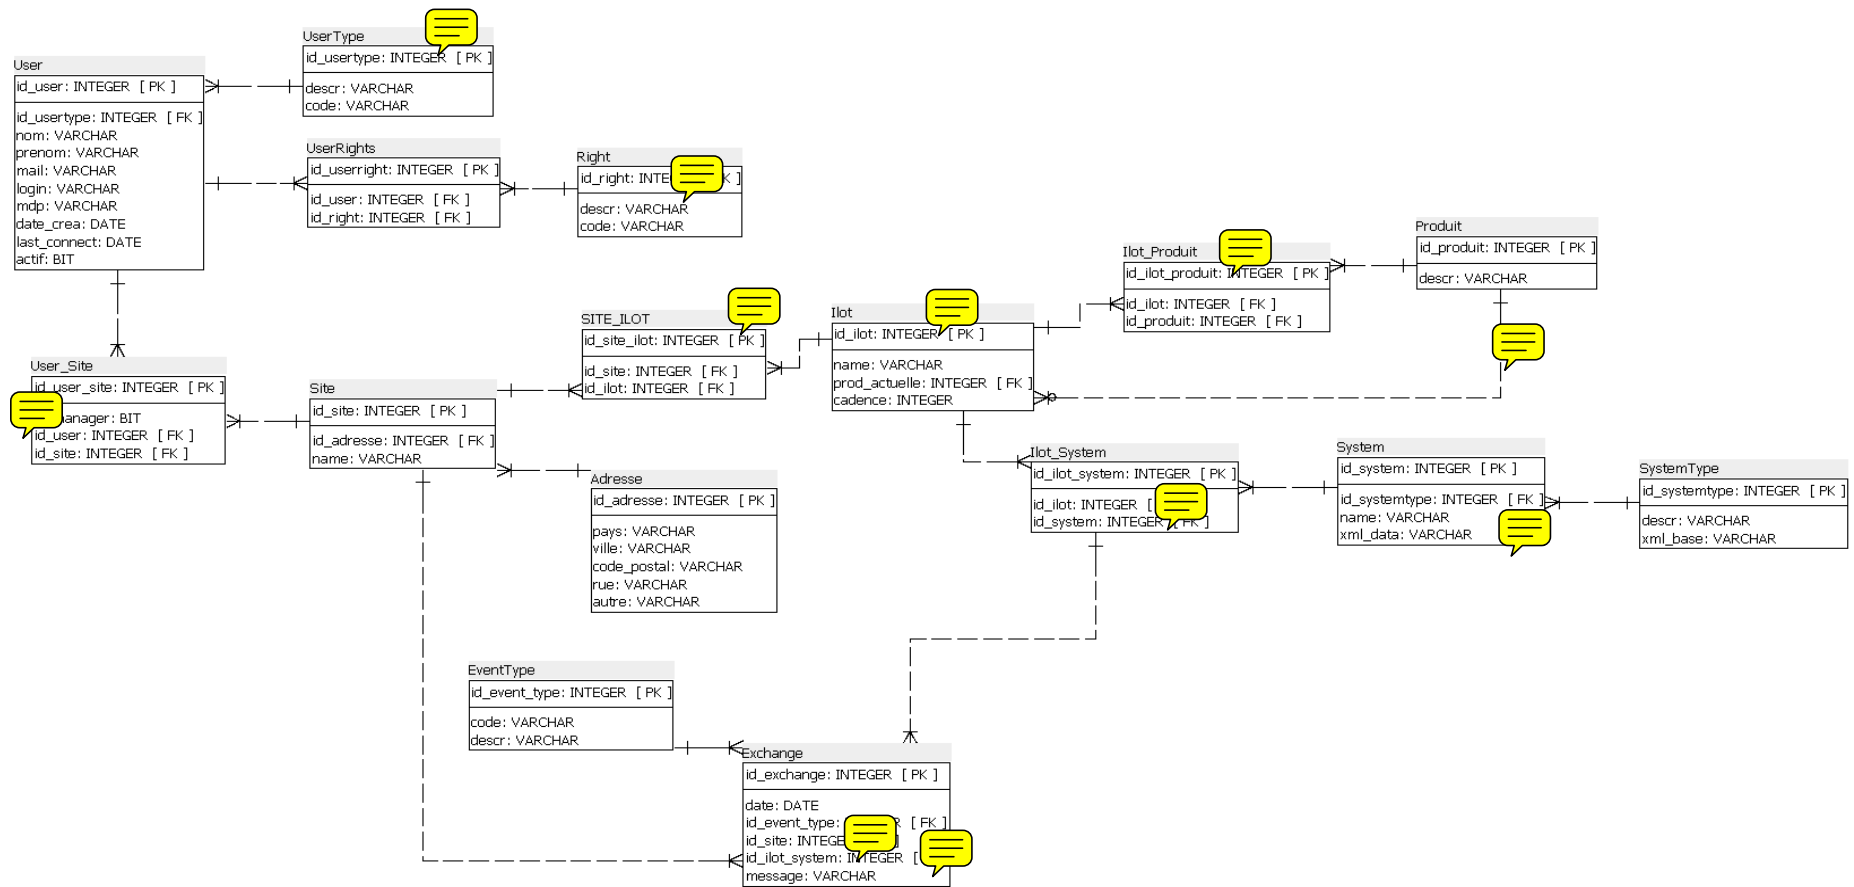 UserType
id_usertype: INTEGER [ PK ]
descr: VARCHAR
code: VARCHAR
User
id_user: INTEGER [ PK ]
id_usertype: INTEGER [ FK ]
nom: VARCHAR
prenom: VARCHAR
mail: VARCHAR
login: VARCHAR
mdp: VARCHAR
date_crea: DATE
last_connect: DATE
actif: BIT
UserRights
id_userright: INTEGER [ PK ]
id_user: INTEGER [ FK ]
id_right: INTEGER [ FK ]
Right
id_right: INTE K ]
descr: VARCHAR
code: VARCHAR
Produit
id_produit: INTEGER [ PK ]
descr: VARCHAR
Ilot_Produit
id_ilot_produit: INTEGER [ PK ]
id_ilot: INTEGER [ FK ]
id_produit: INTEGER [ FK ]
Ilot
id_ilot: INTEGER [ PK ]
name: VARCHAR
prod_actuelle: INTEGER [ FK ]
cadence: INTEGER
SITE_ILOT
id_site_ilot: INTEGER [ PK ]
id_site: INTEGER [ FK ]
id_ilot: INTEGER [ FK ]
User_Site
id_user_site: INTEGER [ PK ]
anager: BIT
id_user: INTEGER [ FK ]
id_site: INTEGER [ FK ]
Site
id_site: INTEGER [ PK ]
id_adresse: INTEGER [ FK ]
name: VARCHAR
Adresse
id_adresse: INTEGER [ PK ]
pays: VARCHAR
ville: VARCHAR
code_postal: VARCHAR
rue: VARCHAR
autre: VARCHAR
Ilot_System
id_ilot_system: INTEGER [ PK ]
id_ilot: INTEGER [
id_system: INTEGER [ FK ]
System
id_system: INTEGER [ PK ]
id_systemtype: INTEGER [ FK ]
name: VARCHAR
xml_data: VARCHAR
SystemType
id_systemtype: INTEGER [ PK ]
descr: VARCHAR
xml_base: VARCHAR
EventType
id_event_type: INTEGER [ PK ]
code: VARCHAR
descr: VARCHAR
Exchange
id_exchange: INTEGER [ PK ]
date: DATE
id_event_type: R [ FK ]
id_site: INTEGE ]
id_ilot_system: INTEGER [
message: VARCHAR